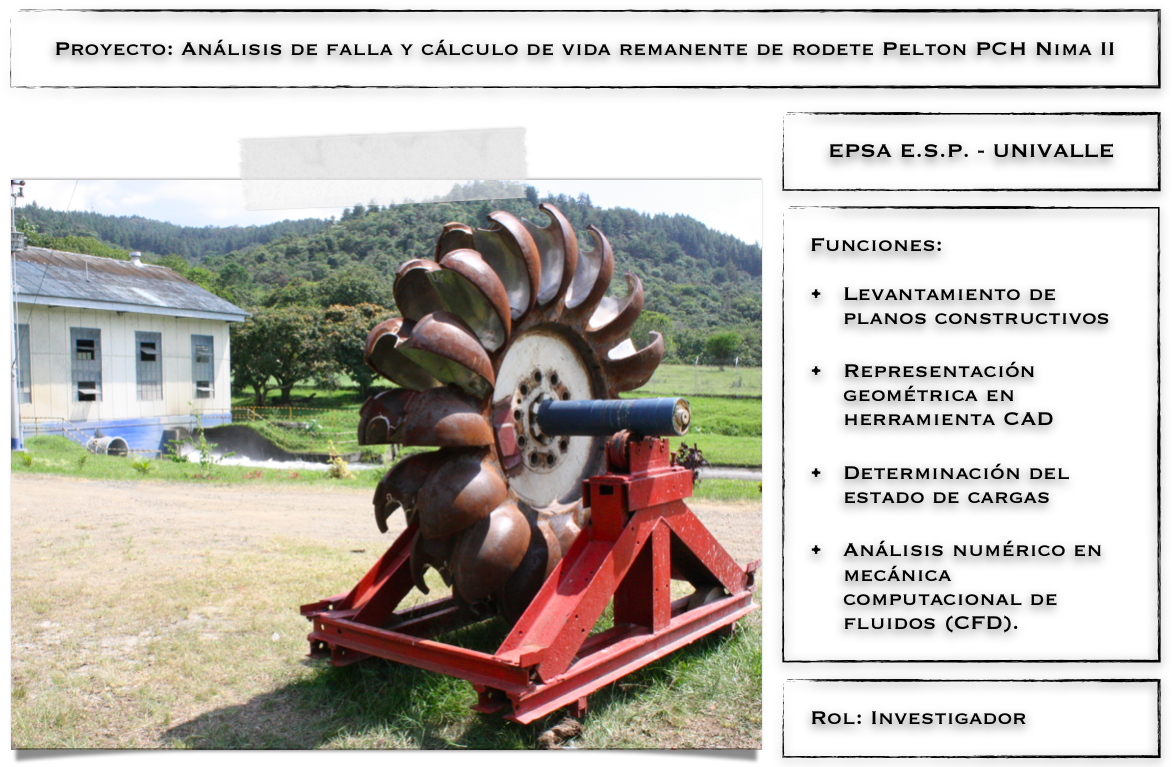 Proyecto: Análisis de falla y cálculo de vida remanente de rodete Pelton PCH Nima II
EPSA E.S.P. - UNIVALLE
Funciones:
+ Levantamiento de
planos constructivos
+ Representación
geométrica en
herramienta CAD
+ Determinación del
estado de cargas
+ Análisis numérico en
mecánica
computacional de
fluidos (CFD).
Rol: Investigador